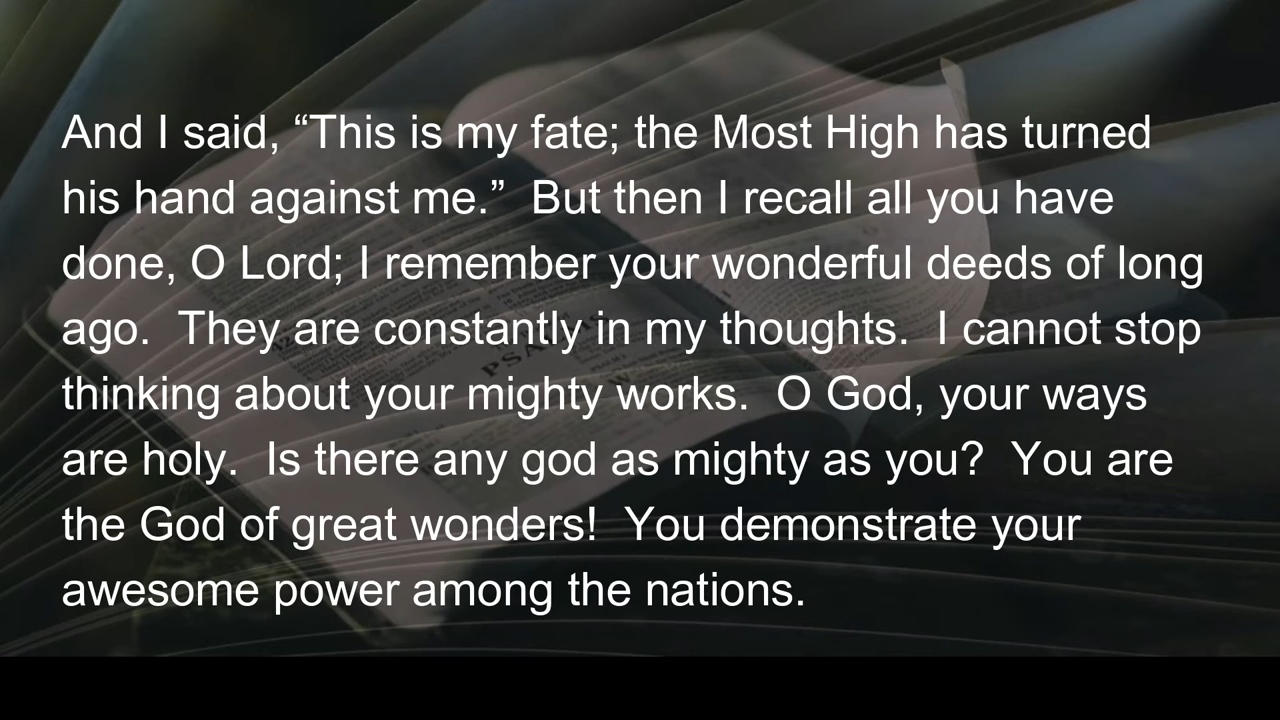 And I said, “This is my fate; the Most High has turned
his hand against me.”  But then I recall all you have
done, O Lord; I remember your wonderful deeds of long
ago.  They are constantly in my thoughts.  I cannot stop
thinking about your mighty works.  O God, your ways
are holy.  Is there any god as mighty as you?  You are
the God of great wonders!  You demonstrate your
awesome power among the nations.